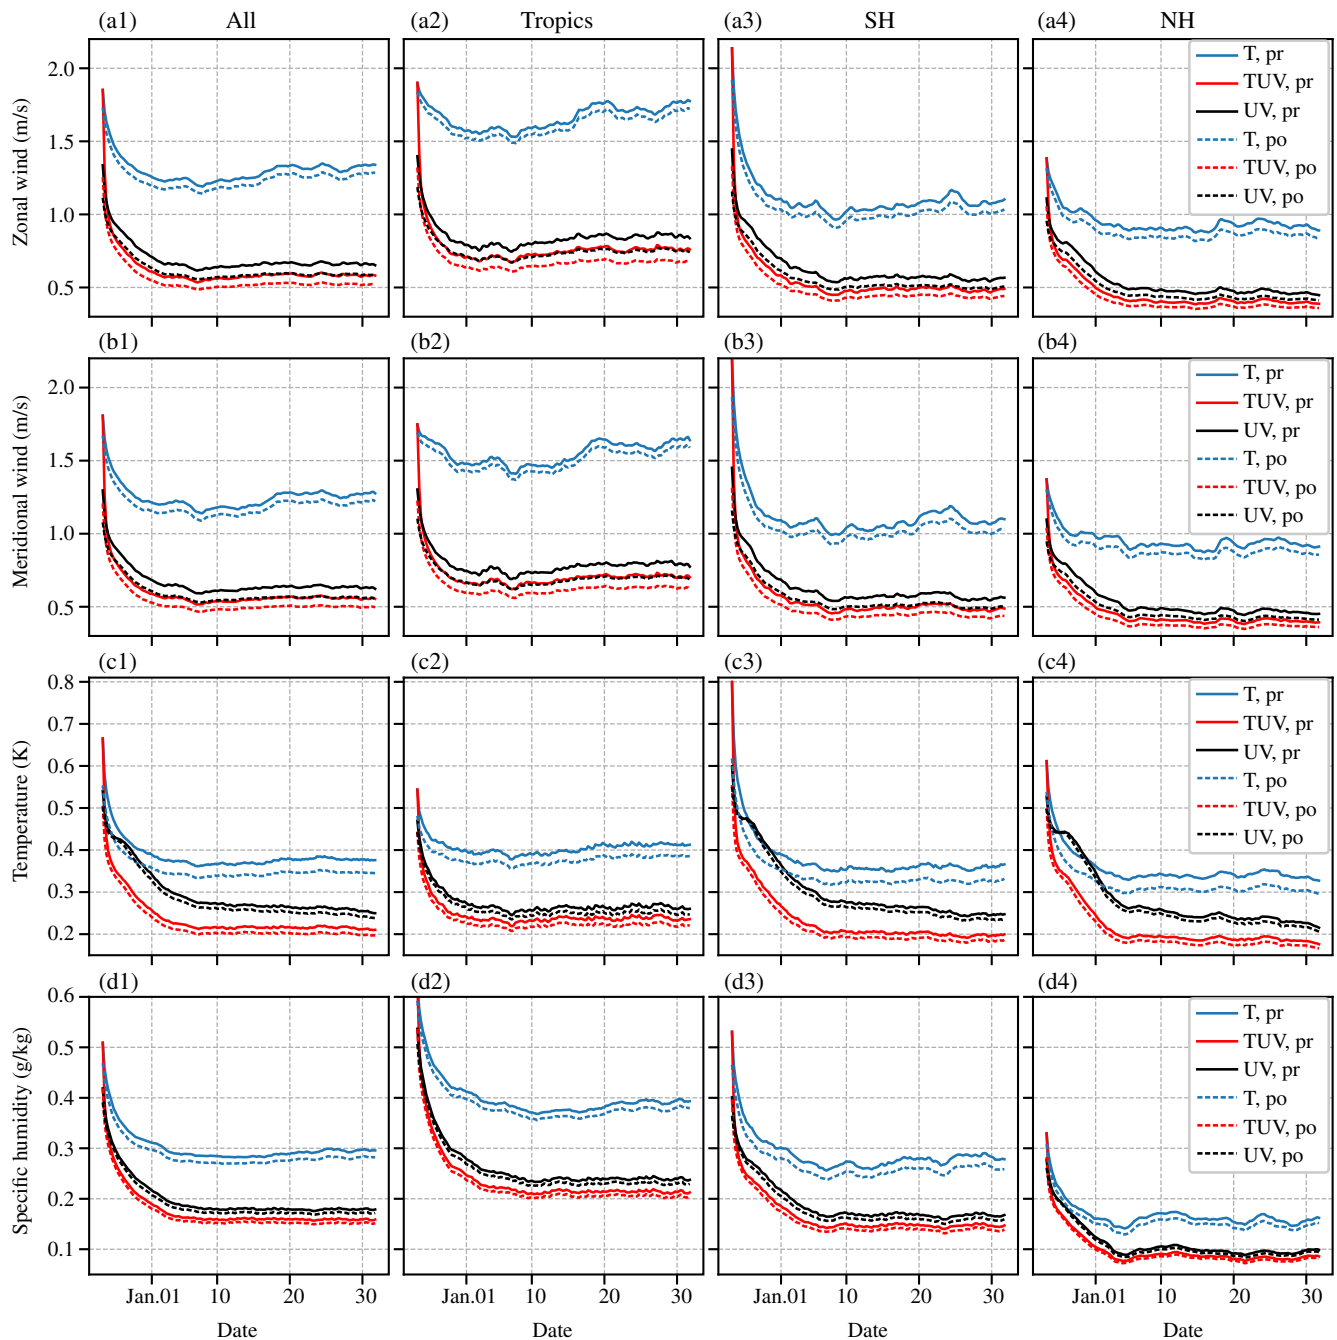 (a1) All (a2) Tropics (a3) SH (a4) NH
Zonal wind (m/s)
2.0
1.5
1.0
0.5
T, pr
TUV, pr
UV, pr
T, po
TUV, po
UV, po
(b1) (b2) (b3) (b4)
Meridional wind (m/s)
2.0
1.5
1.0
0.5
T, pr
TUV, pr
UV, pr
T, po
TUV, po
UV, po
(c1) (c2) (c3) (c4)
Temperature (K)
0.8
0.7
0.6
0.5
0.4
0.3
0.2
T, pr
TUV, pr
UV, pr
T, po
TUV, po
UV, po
(d1) (d2) (d3) (d4)
Specific humidity (g/kg)
0.6
0.5
0.4
0.3
0.2
0.1
T, pr
TUV, pr
UV, pr
T, po
TUV, po
UV, po
Jan.01 10 20 30 Jan.01 10 20 30 Jan.01 10 20 30 Jan.01 10 20 30
Date Date Date Date